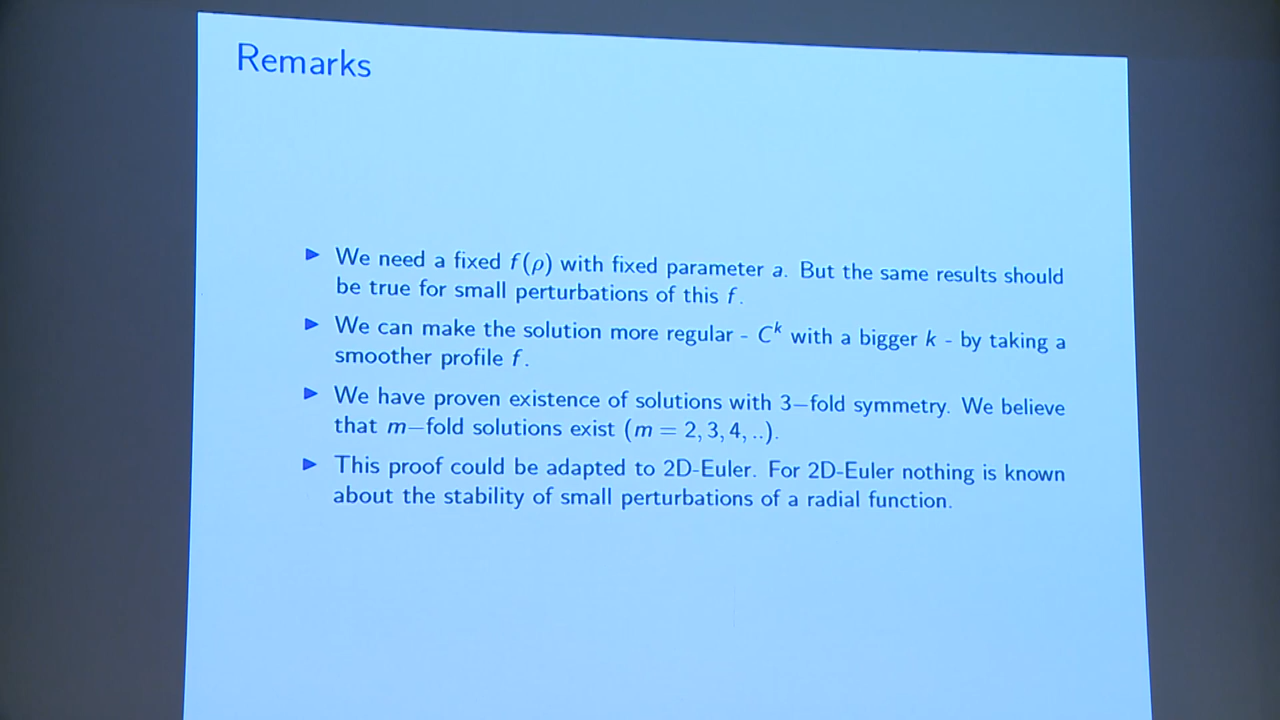 Remarks
▶ We need a fixed f(ρ) with fixed parameter a. But the same results should
be true for small perturbations of this f.
▶ We can make the solution more regular - Cᵏ with a bigger k - by taking a
smoother profile f.
▶ We have proven existence of solutions with 3−fold symmetry. We believe
that m−fold solutions exist (m = 2, 3, 4, ..).
▶ This proof could be adapted to 2D-Euler. For 2D-Euler nothing is known
about the stability of small perturbations of a radial function.